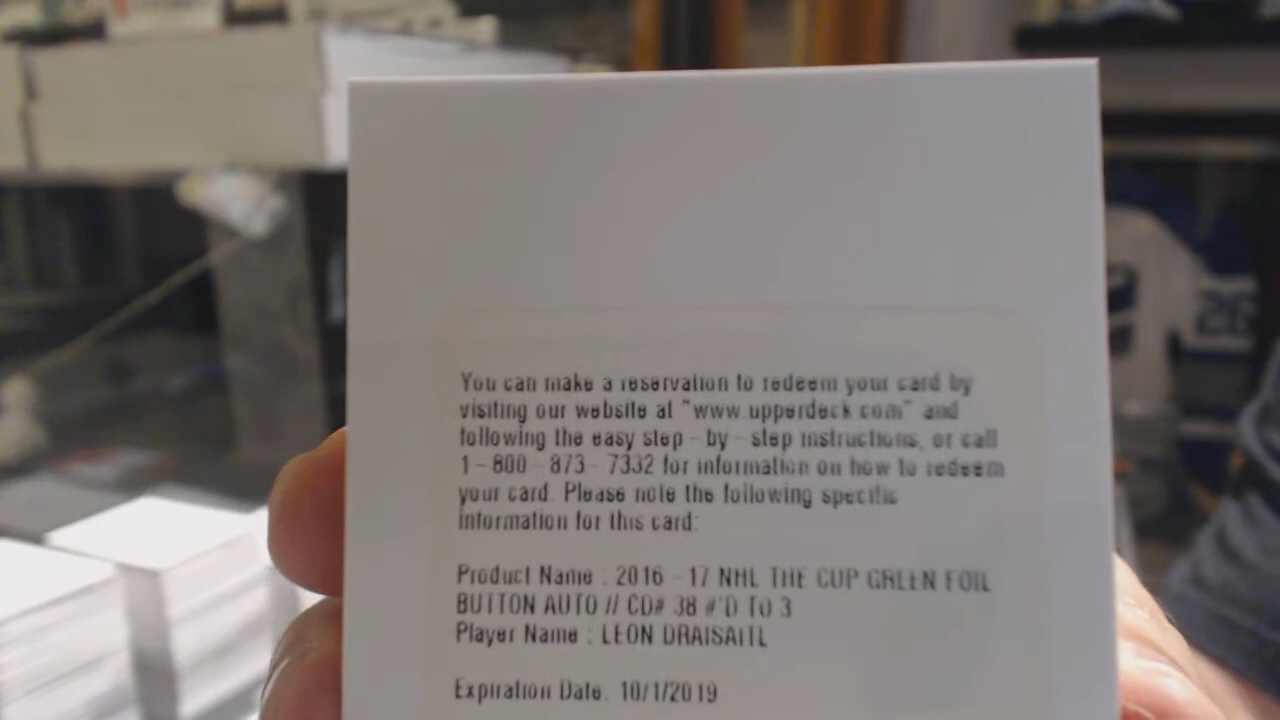 You can make a reservation to redeem your card by
visiting our website at "www.upperdeck.com" and
following the easy step - by - step instructions, or call
1 - 800 - 873 - 7332 for information on how to redeem
your card. Please note the following specific
information for this card:
Product Name : 2016 - 17 NHL THE CUP GREEN FOIL
BUTTON AUTO // CD# 38 #'D TO 3
Player Name : LEON DRAISAITL
Expiration Date: 10/1/2019
26